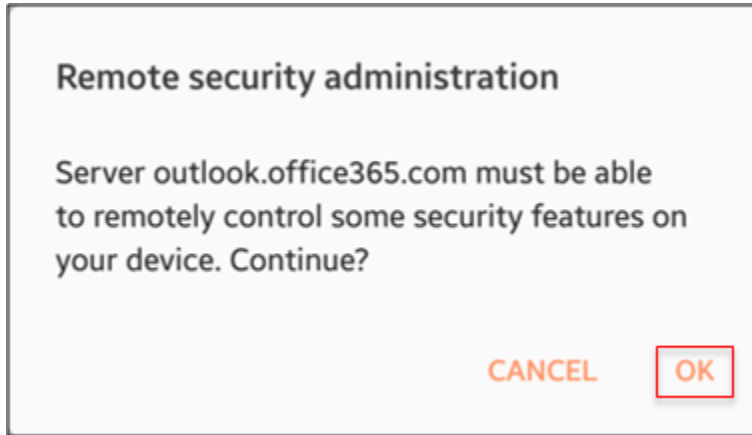 Remote security administration
Server outlook.office365.com must be able
to remotely control some security features on
your device. Continue?
CANCEL OK